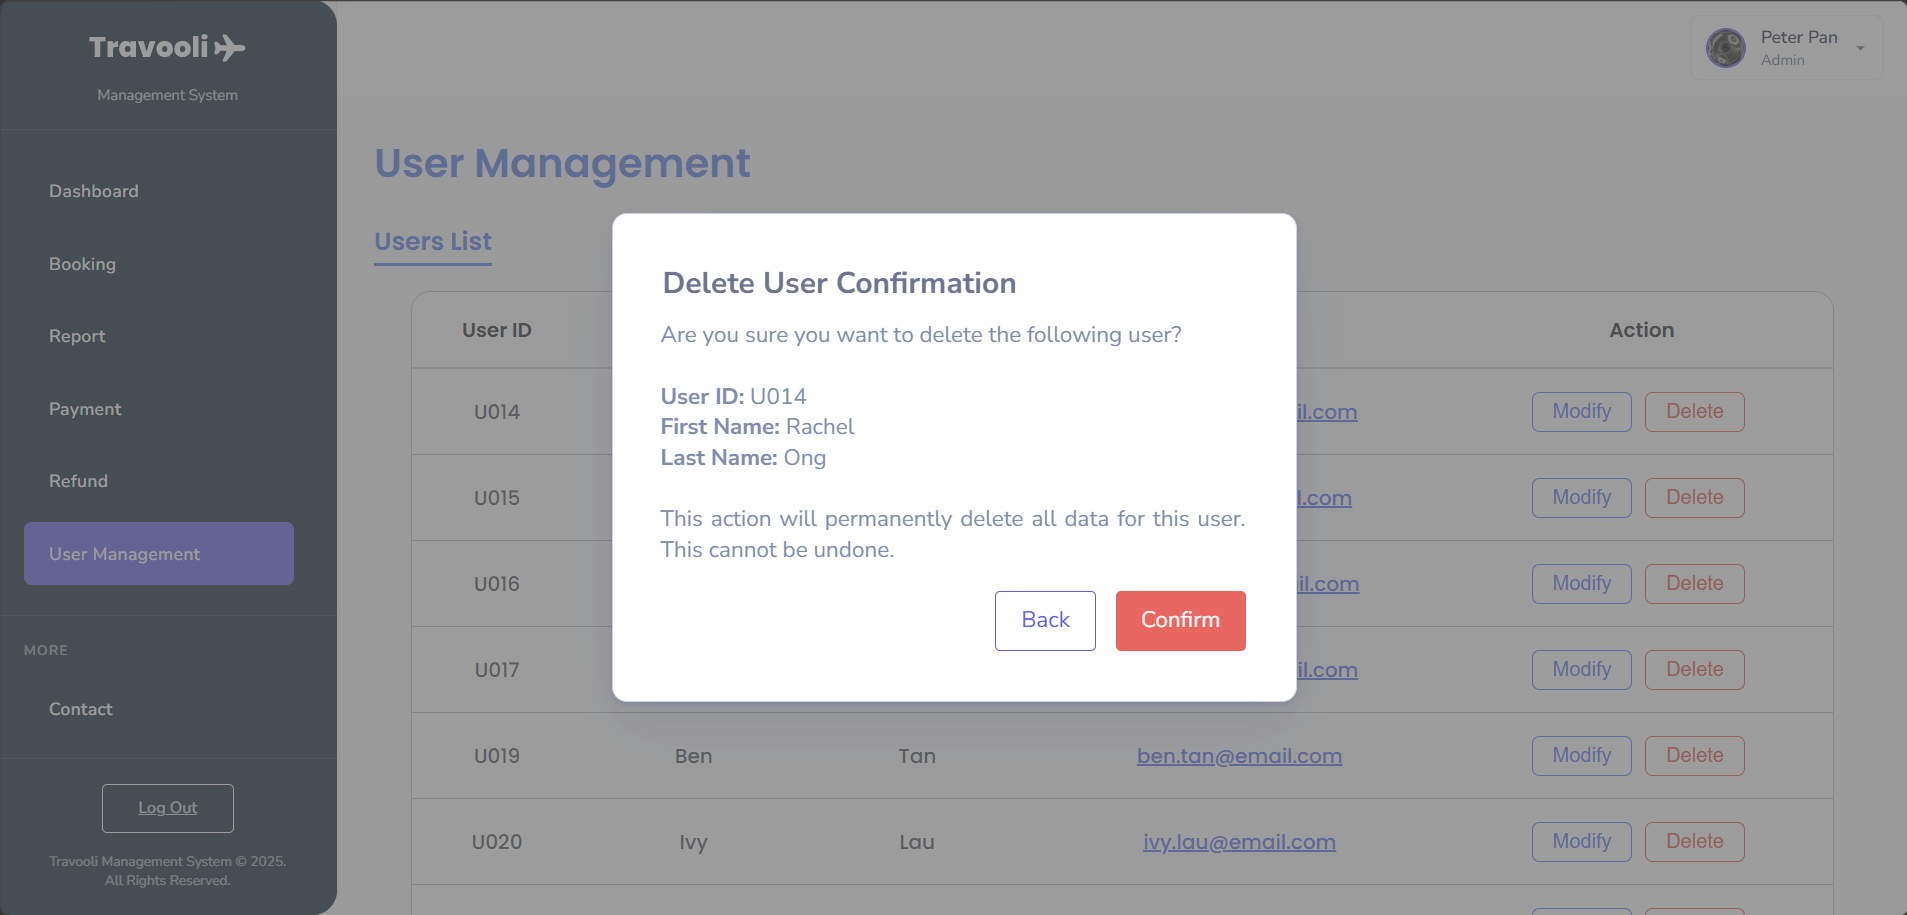 Travooli
Management System
Dashboard
Booking
Report
Payment
Refund
User Management
MORE
Contact
Log Out
Travooli Management System © 2025.
All Rights Reserved.
Peter Pan
Admin
User Management
Users List
User ID Action
U014 il.com Modify Delete
U015 l.com Modify Delete
U016 il.com Modify Delete
U017 il.com Modify Delete
U019 Ben Tan ben.tan@email.com Modify Delete
U020 Ivy Lau ivy.lau@email.com Modify Delete
Delete User Confirmation
Are you sure you want to delete the following user?
User ID: U014
First Name: Rachel
Last Name: Ong
This action will permanently delete all data for this user.
This cannot be undone.
Back Confirm